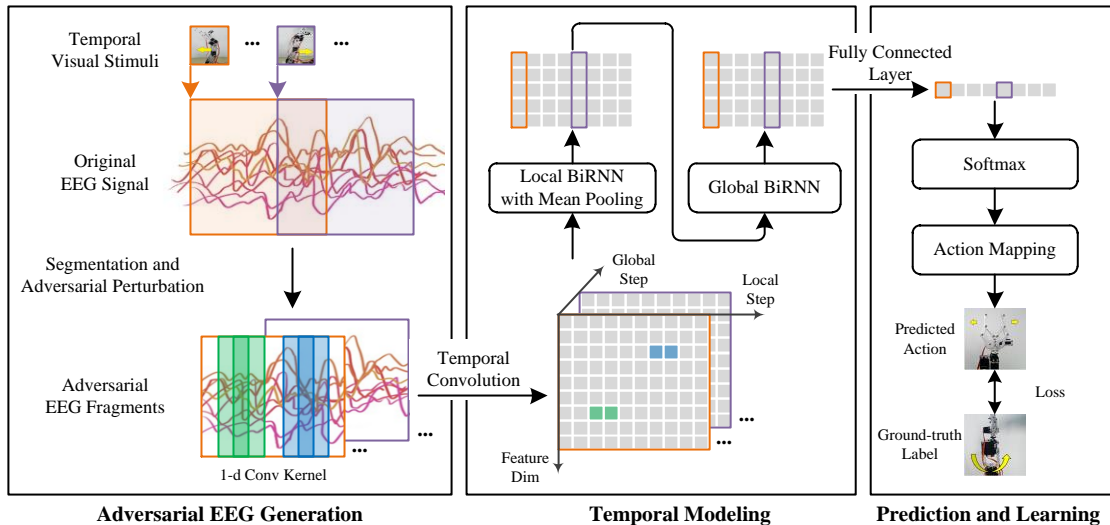 Temporal
Visual Stimuli
...
...
Original
EEG Signal
Segmentation and
Adversarial Perturbation
Adversarial
EEG Fragments
...
...
1-d Conv Kernel
Adversarial EEG Generation
Temporal
Convolution
Local BiRNN
with Mean Pooling
Global BiRNN
Global
Step
Local
Step
Feature
Dim
...
...
Temporal Modeling
Fully Connected
Layer
Softmax
Action Mapping
Predicted
Action
Loss
Ground-truth
Label
Prediction and Learning